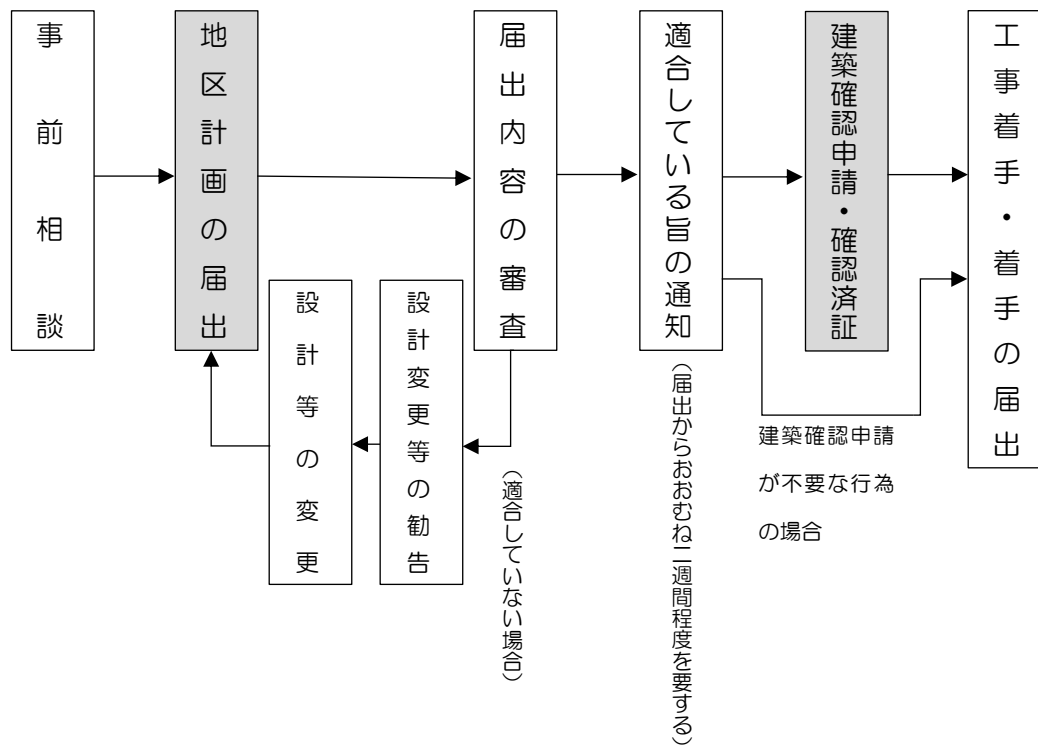 事前相談
地区計画の届出
届出内容の審査
適合している旨の通知
建築確認申請・確認済証
工事着手・着手の届出
設計等の変更
設計変更等の勧告
(適合していない場合)
(届出からおおむね二週間程度を要する)
建築確認申請
が不要な行為
の場合